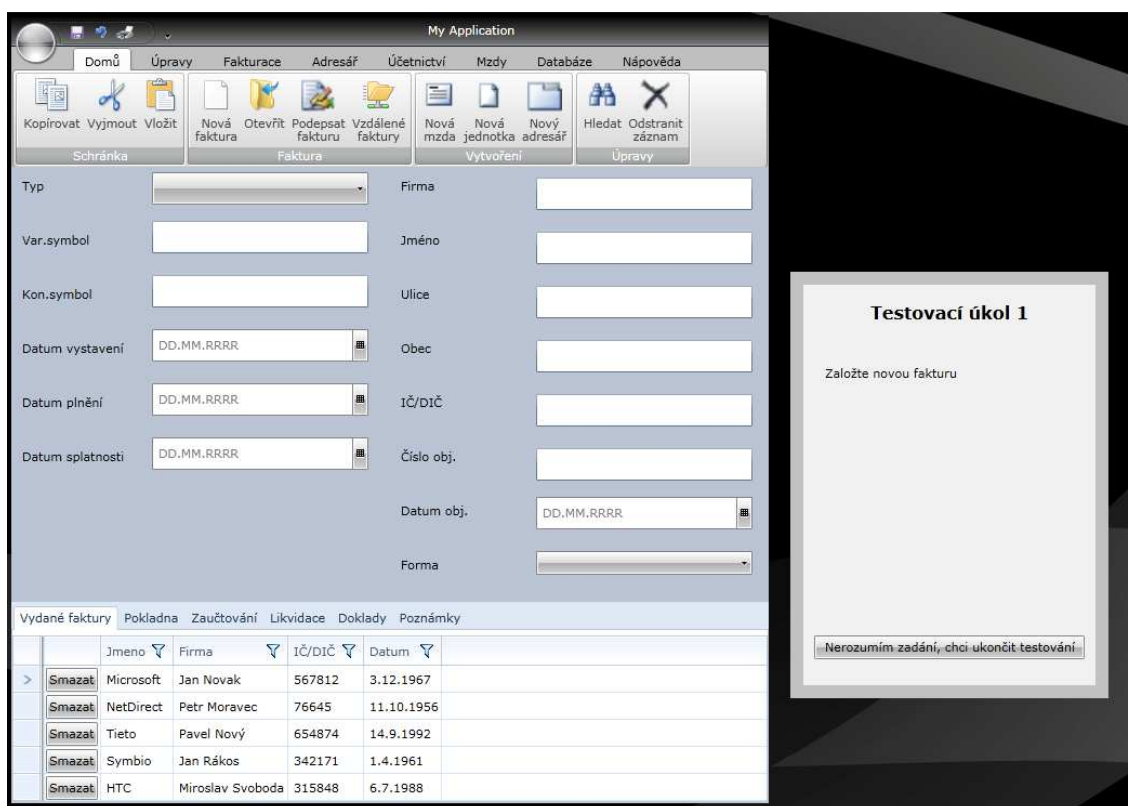 My Application
Domů Úpravy Fakturace Adresář Účetnictví Mzdy Databáze Nápověda
Kopírovat Vyjmout Vložit Nová faktura Otevřít Podepsat fakturu Vzdálené faktury Nová mzda Nová jednotka Nový adresář Hledat Odstranit záznam
Schránka Faktura Vytvoření Úpravy
Typ Firma
Var.symbol Jméno
Kon.symbol Ulice
Datum vystavení DD.MM.RRRR Obec
Datum plnění DD.MM.RRRR IČ/DIČ
Datum splatnosti DD.MM.RRRR Číslo obj.
Datum obj. DD.MM.RRRR
Forma
Vydané faktury Pokladna Zaučtování Likvidace Doklady Poznámky
Jmeno Firma IČ/DIČ Datum
> Smazat Microsoft Jan Novak 567812 3.12.1967
Smazat NetDirect Petr Moravec 76645 11.10.1956
Smazat Tieto Pavel Nový 654874 14.9.1992
Smazat Symbio Jan Rákos 342171 1.4.1961
Smazat HTC Miroslav Svoboda 315848 6.7.1988
Testovací úkol 1
Založte novou fakturu
Nerozumím zadání, chci ukončit testování